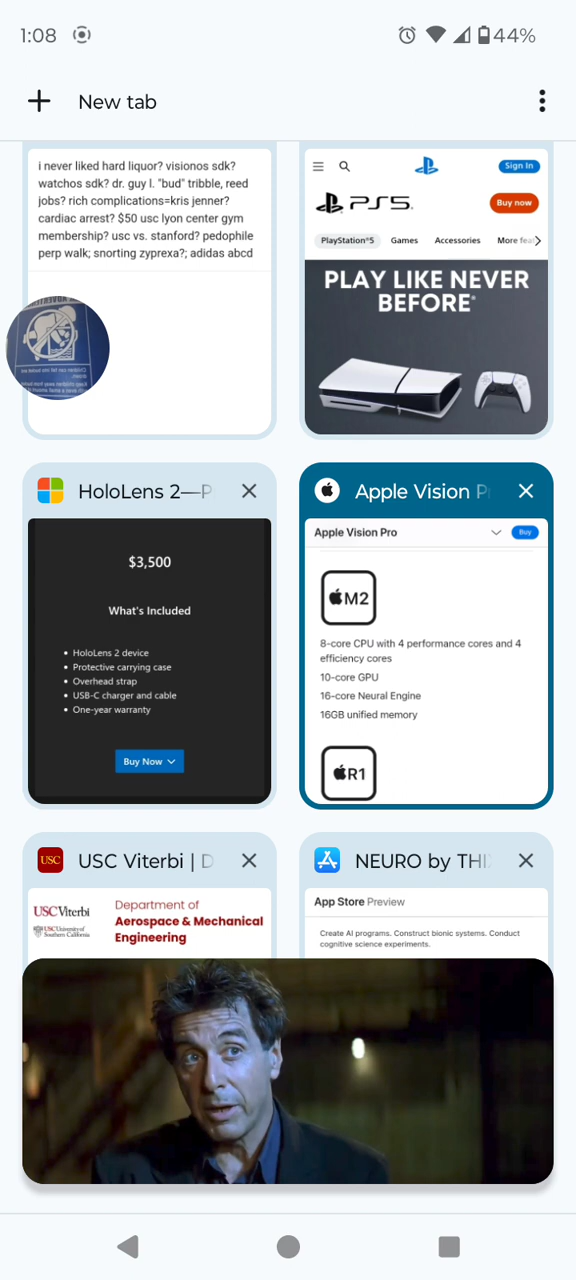 1:08
44%
New tab
i never liked hard liquor? visionos sdk?
watchos sdk? dr. guy l. "bud" tribble, reed
jobs? rich complications=kris jenner?
cardiac arrest? $50 usc lyon center gym
membership? usc vs. stanford? pedophile
perp walk; snorting zyprexa?; adidas abcd
Sign In
PS5
Buy now
PlayStation®5 Games Accessories More feat
PLAY LIKE NEVER
BEFORE
HoloLens 2—P
$3,500
What's Included
HoloLens 2 device
Protective carrying case
Overhead strap
USB-C charger and cable
One-year warranty
Buy Now
Apple Vision P
Apple Vision Pro
Buy
M2
8-core CPU with 4 performance cores and 4
efficiency cores
10-core GPU
16-core Neural Engine
16GB unified memory
R1
USC USC Viterbi | D
USCViterbi
USC University of
Southern California
Department of
Aerospace & Mechanical
Engineering
NEURO by THI
App Store Preview
Create AI programs. Construct bionic systems. Conduct
cognitive science experiments.